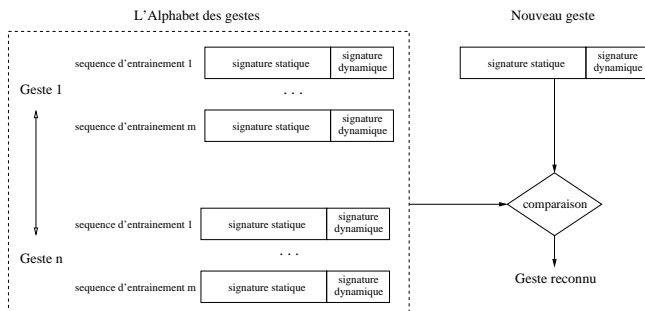 L'Alphabet des gestes
Nouveau geste
sequence d'entrainement 1
signature statique
signature
dynamique
Geste 1
. . .
sequence d'entrainement m
signature statique
signature
dynamique
sequence d'entrainement 1
signature statique
signature
dynamique
Geste n
. . .
sequence d'entrainement m
signature statique
signature
dynamique
signature statique
signature
dynamique
comparaison
Geste reconnu